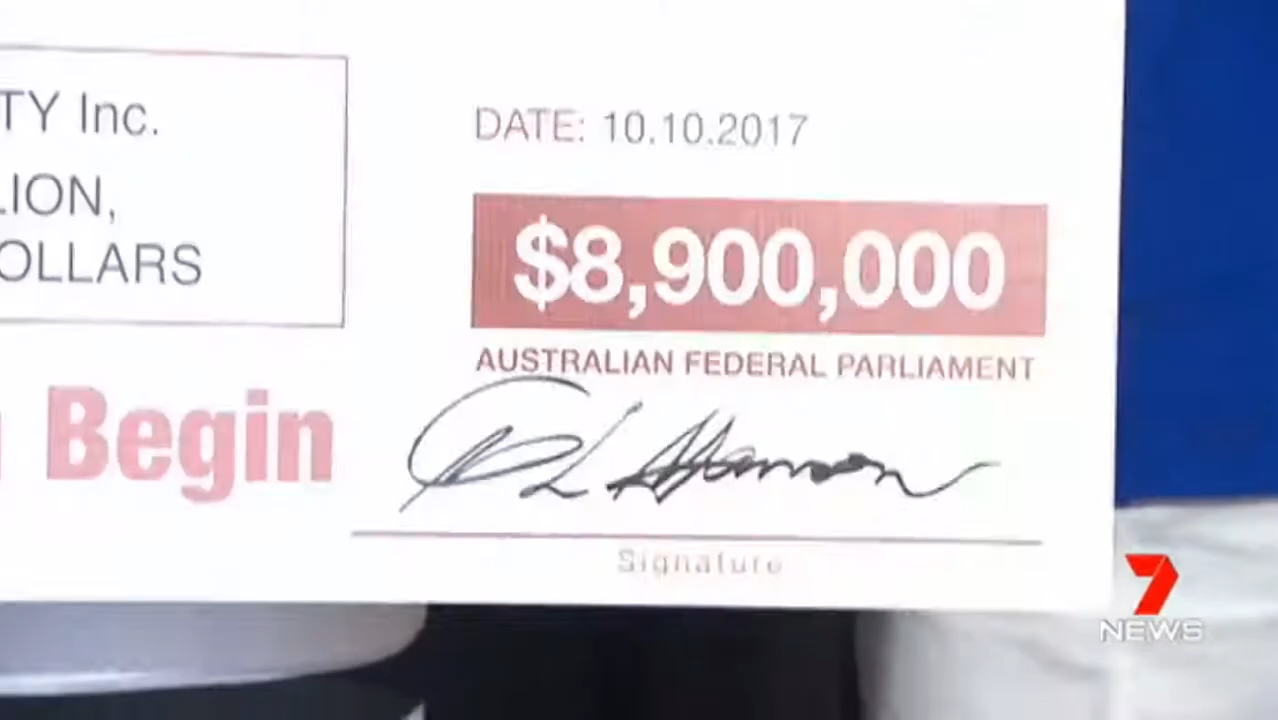 TY Inc.
LION,
OLLARS
DATE: 10.10.2017
$8,900,000
AUSTRALIAN FEDERAL PARLIAMENT
Begin
Signature
7
NEWS